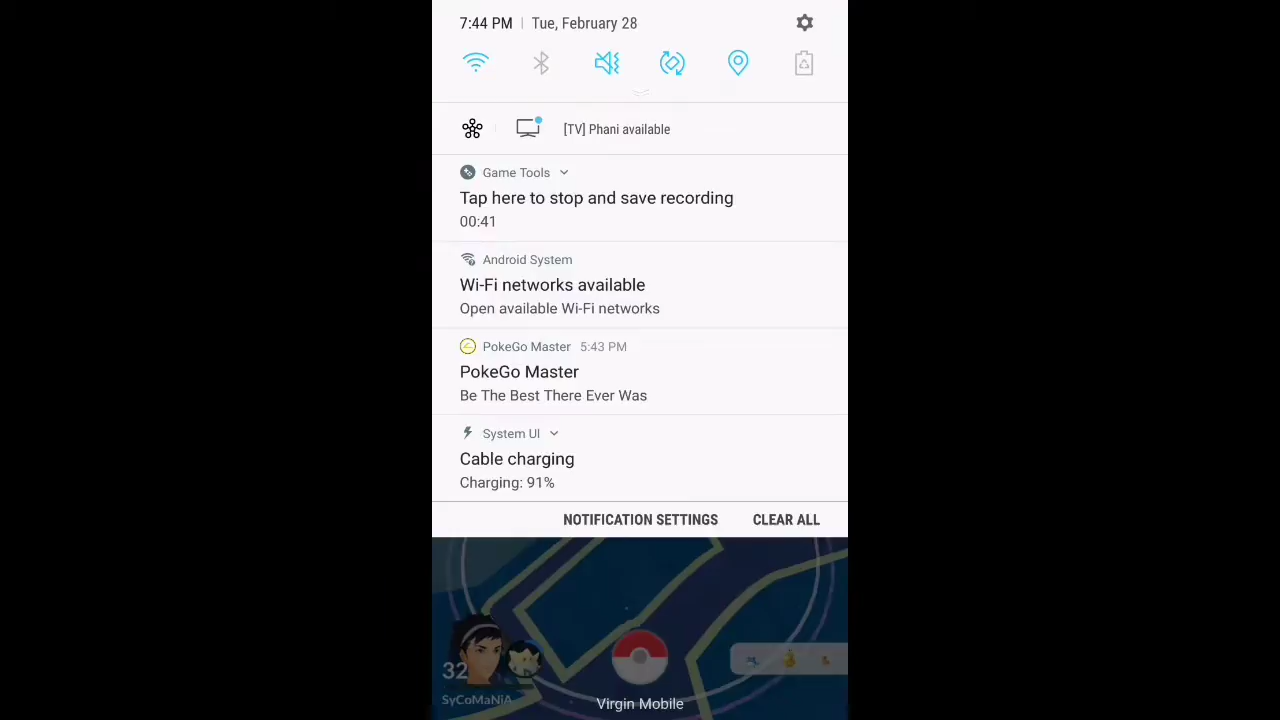 7:44 PM | Tue, February 28
[TV] Phani available
Game Tools
Tap here to stop and save recording
00:41
Android System
Wi-Fi networks available
Open available Wi-Fi networks
PokeGo Master 5:43 PM
PokeGo Master
Be The Best There Ever Was
System UI
Cable charging
Charging: 91%
NOTIFICATION SETTINGS CLEAR ALL
32
SyCoMaNiA
Virgin Mobile